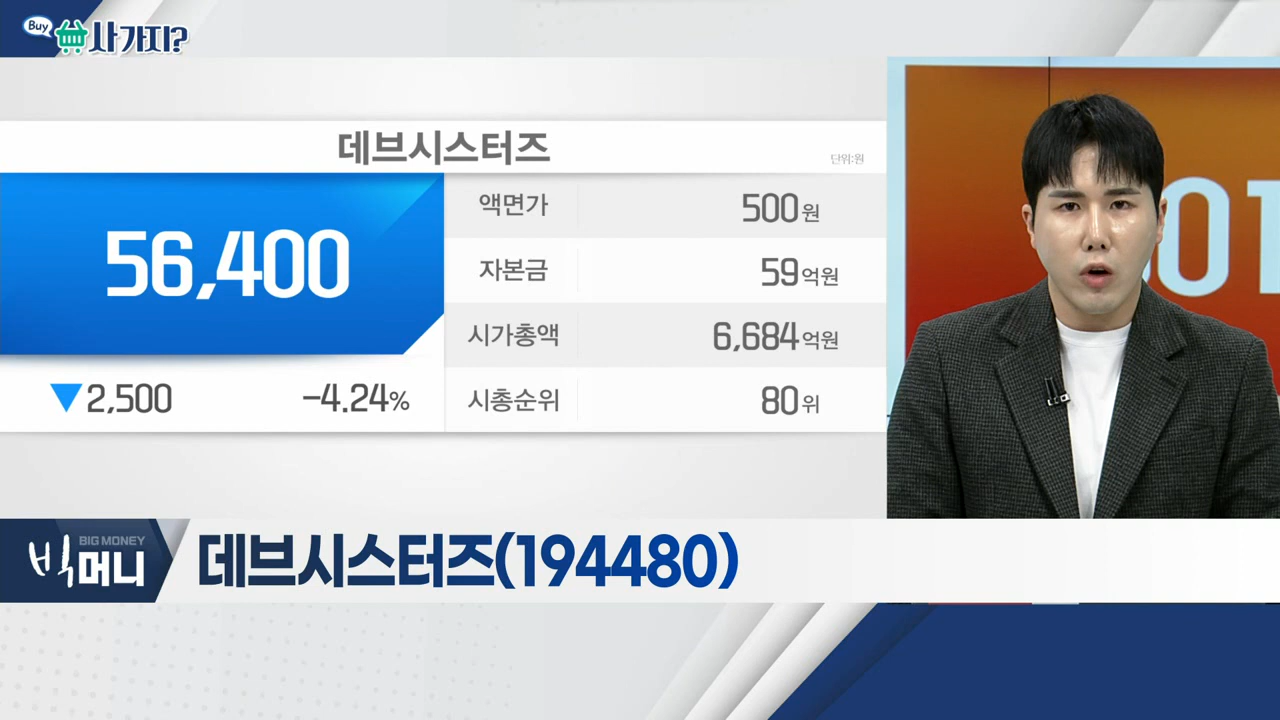 Buy
사가지?
데브시스터즈
단위:원
56,400
▼2,500 -4.24%
액면가 500원
자본금 59억원
시가총액 6,684억원
시총순위 80위
01
BIG MONEY
빅머니
데브시스터즈(194480)